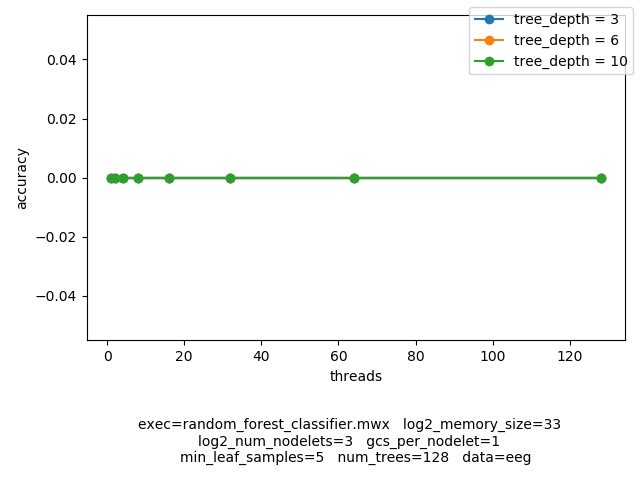 tree_depth = 3
tree_depth = 6
tree_depth = 10
0.04
0.02
0.00
−0.02
−0.04
accuracy
0 20 40 60 80 100 120
threads
exec=random_forest_classifier.mwx log2_memory_size=33
log2_num_nodelets=3 gcs_per_nodelet=1
min_leaf_samples=5 num_trees=128 data=eeg